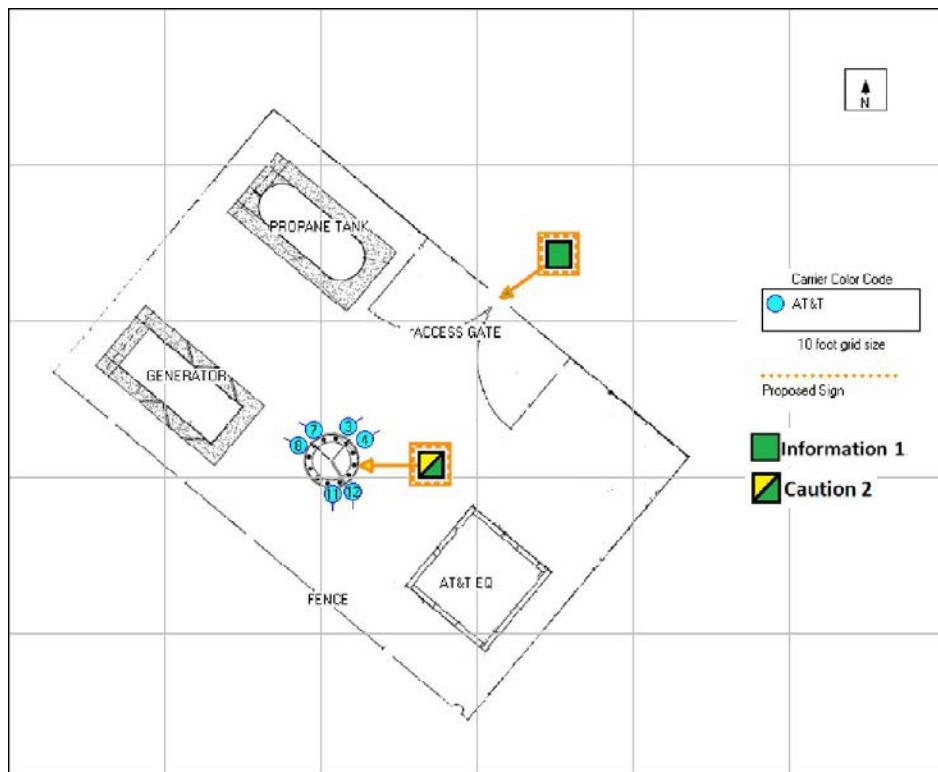 N
PROPANE TANK
Carrier Color Code
AT&T
10 foot grid size
ACCESS GATE
GENERATOR
Proposed Sign
7
3
8
4
Information 1
Caution 2
11
12
AT&T EQ
FENCE